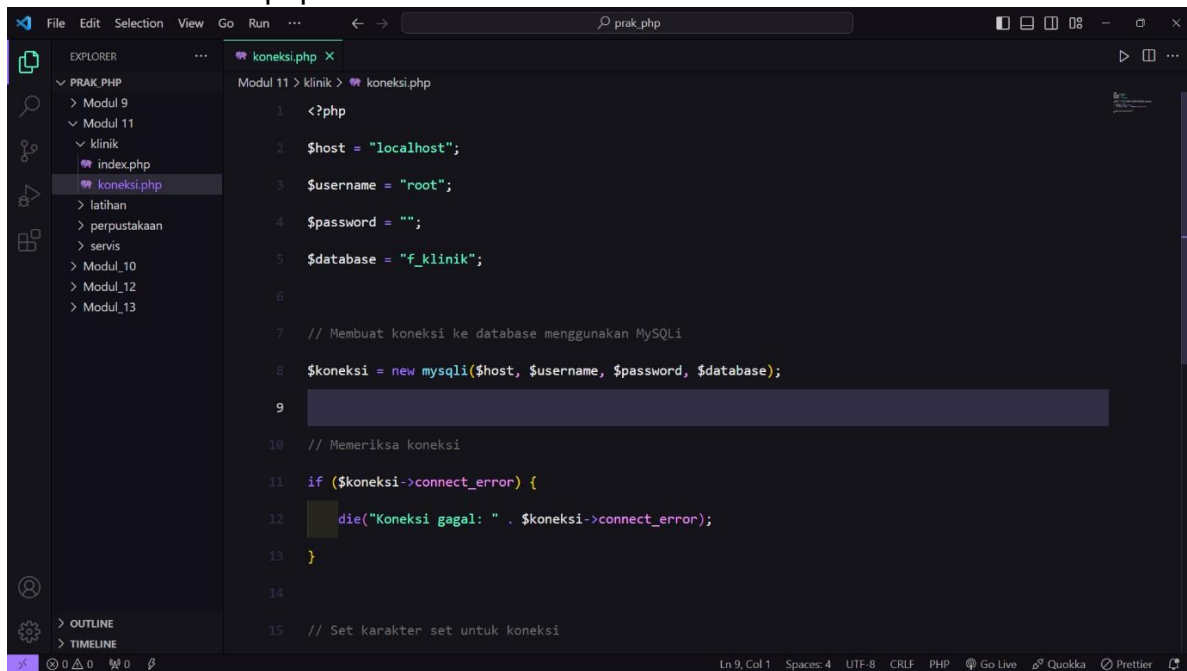 File Edit Selection View Go Run ··· prak_php
EXPLORER ···
PRAK_PHP
Modul 9
Modul 11
klinik
index.php
koneksi.php
latihan
perpustakaan
servis
Modul_10
Modul_12
Modul_13
OUTLINE
TIMELINE
koneksi.php
Modul 11 > klinik > koneksi.php
1 <?php
2 $host = "localhost";
3 $username = "root";
4 $password = "";
5 $database = "f_klinik";
6
7 // Membuat koneksi ke database menggunakan MySQLi
8 $koneksi = new mysqli($host, $username, $password, $database);
9
10 // Memeriksa koneksi
11 if ($koneksi->connect_error) {
12 die("Koneksi gagal: " . $koneksi->connect_error);
13 }
14
15 // Set karakter set untuk koneksi
0 0 0 Ln 9, Col 1 Spaces: 4 UTF-8 CRLF PHP Go Live Quokka Prettier